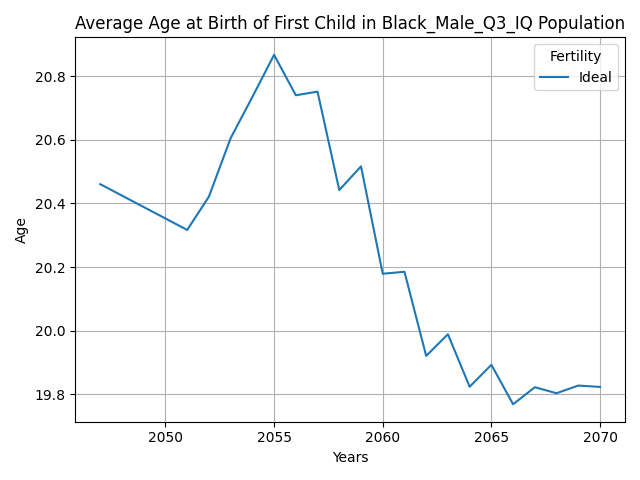 Average Age at Birth of First Child in Black_Male_Q3_IQ Population
Fertility
Ideal
20.8
20.6
20.4
20.2
20.0
19.8
Age
2050 2055 2060 2065 2070
Years